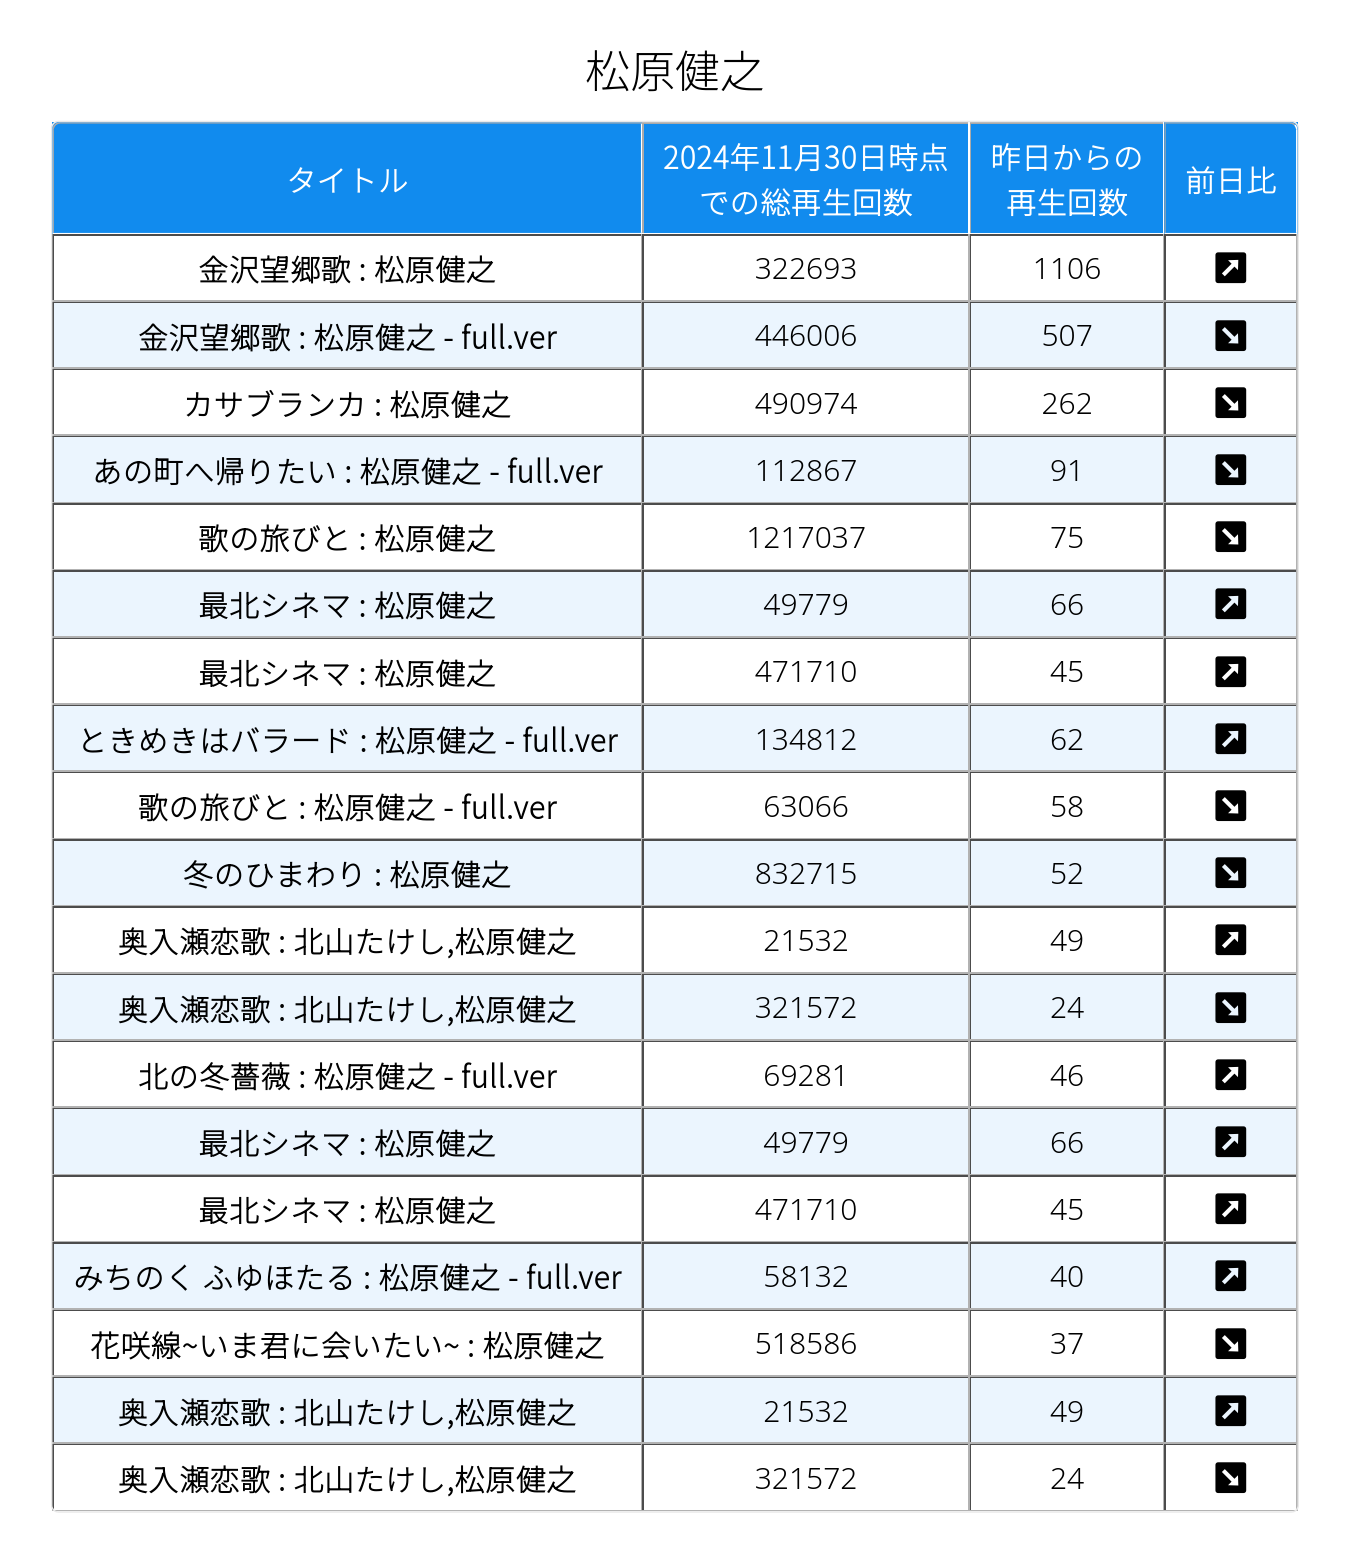 松原健之
タイトル 2024年11月30日時点での総再生回数 昨日からの再生回数 前日比
金沢望郷歌 : 松原健之 322693 1106 ↗
金沢望郷歌 : 松原健之 - full.ver 446006 507 ↘
カサブランカ : 松原健之 490974 262 ↘
あの町へ帰りたい : 松原健之 - full.ver 112867 91 ↘
歌の旅びと : 松原健之 1217037 75 ↘
最北シネマ : 松原健之 49779 66 ↗
最北シネマ : 松原健之 471710 45 ↗
ときめきはバラード : 松原健之 - full.ver 134812 62 ↗
歌の旅びと : 松原健之 - full.ver 63066 58 ↘
冬のひまわり : 松原健之 832715 52 ↘
奥入瀬恋歌 : 北山たけし,松原健之 21532 49 ↗
奥入瀬恋歌 : 北山たけし,松原健之 321572 24 ↘
北の冬薔薇 : 松原健之 - full.ver 69281 46 ↗
最北シネマ : 松原健之 49779 66 ↗
最北シネマ : 松原健之 471710 45 ↗
みちのく ふゆほたる : 松原健之 - full.ver 58132 40 ↗
花咲線~いま君に会いたい~ : 松原健之 518586 37 ↘
奥入瀬恋歌 : 北山たけし,松原健之 21532 49 ↗
奥入瀬恋歌 : 北山たけし,松原健之 321572 24 ↘